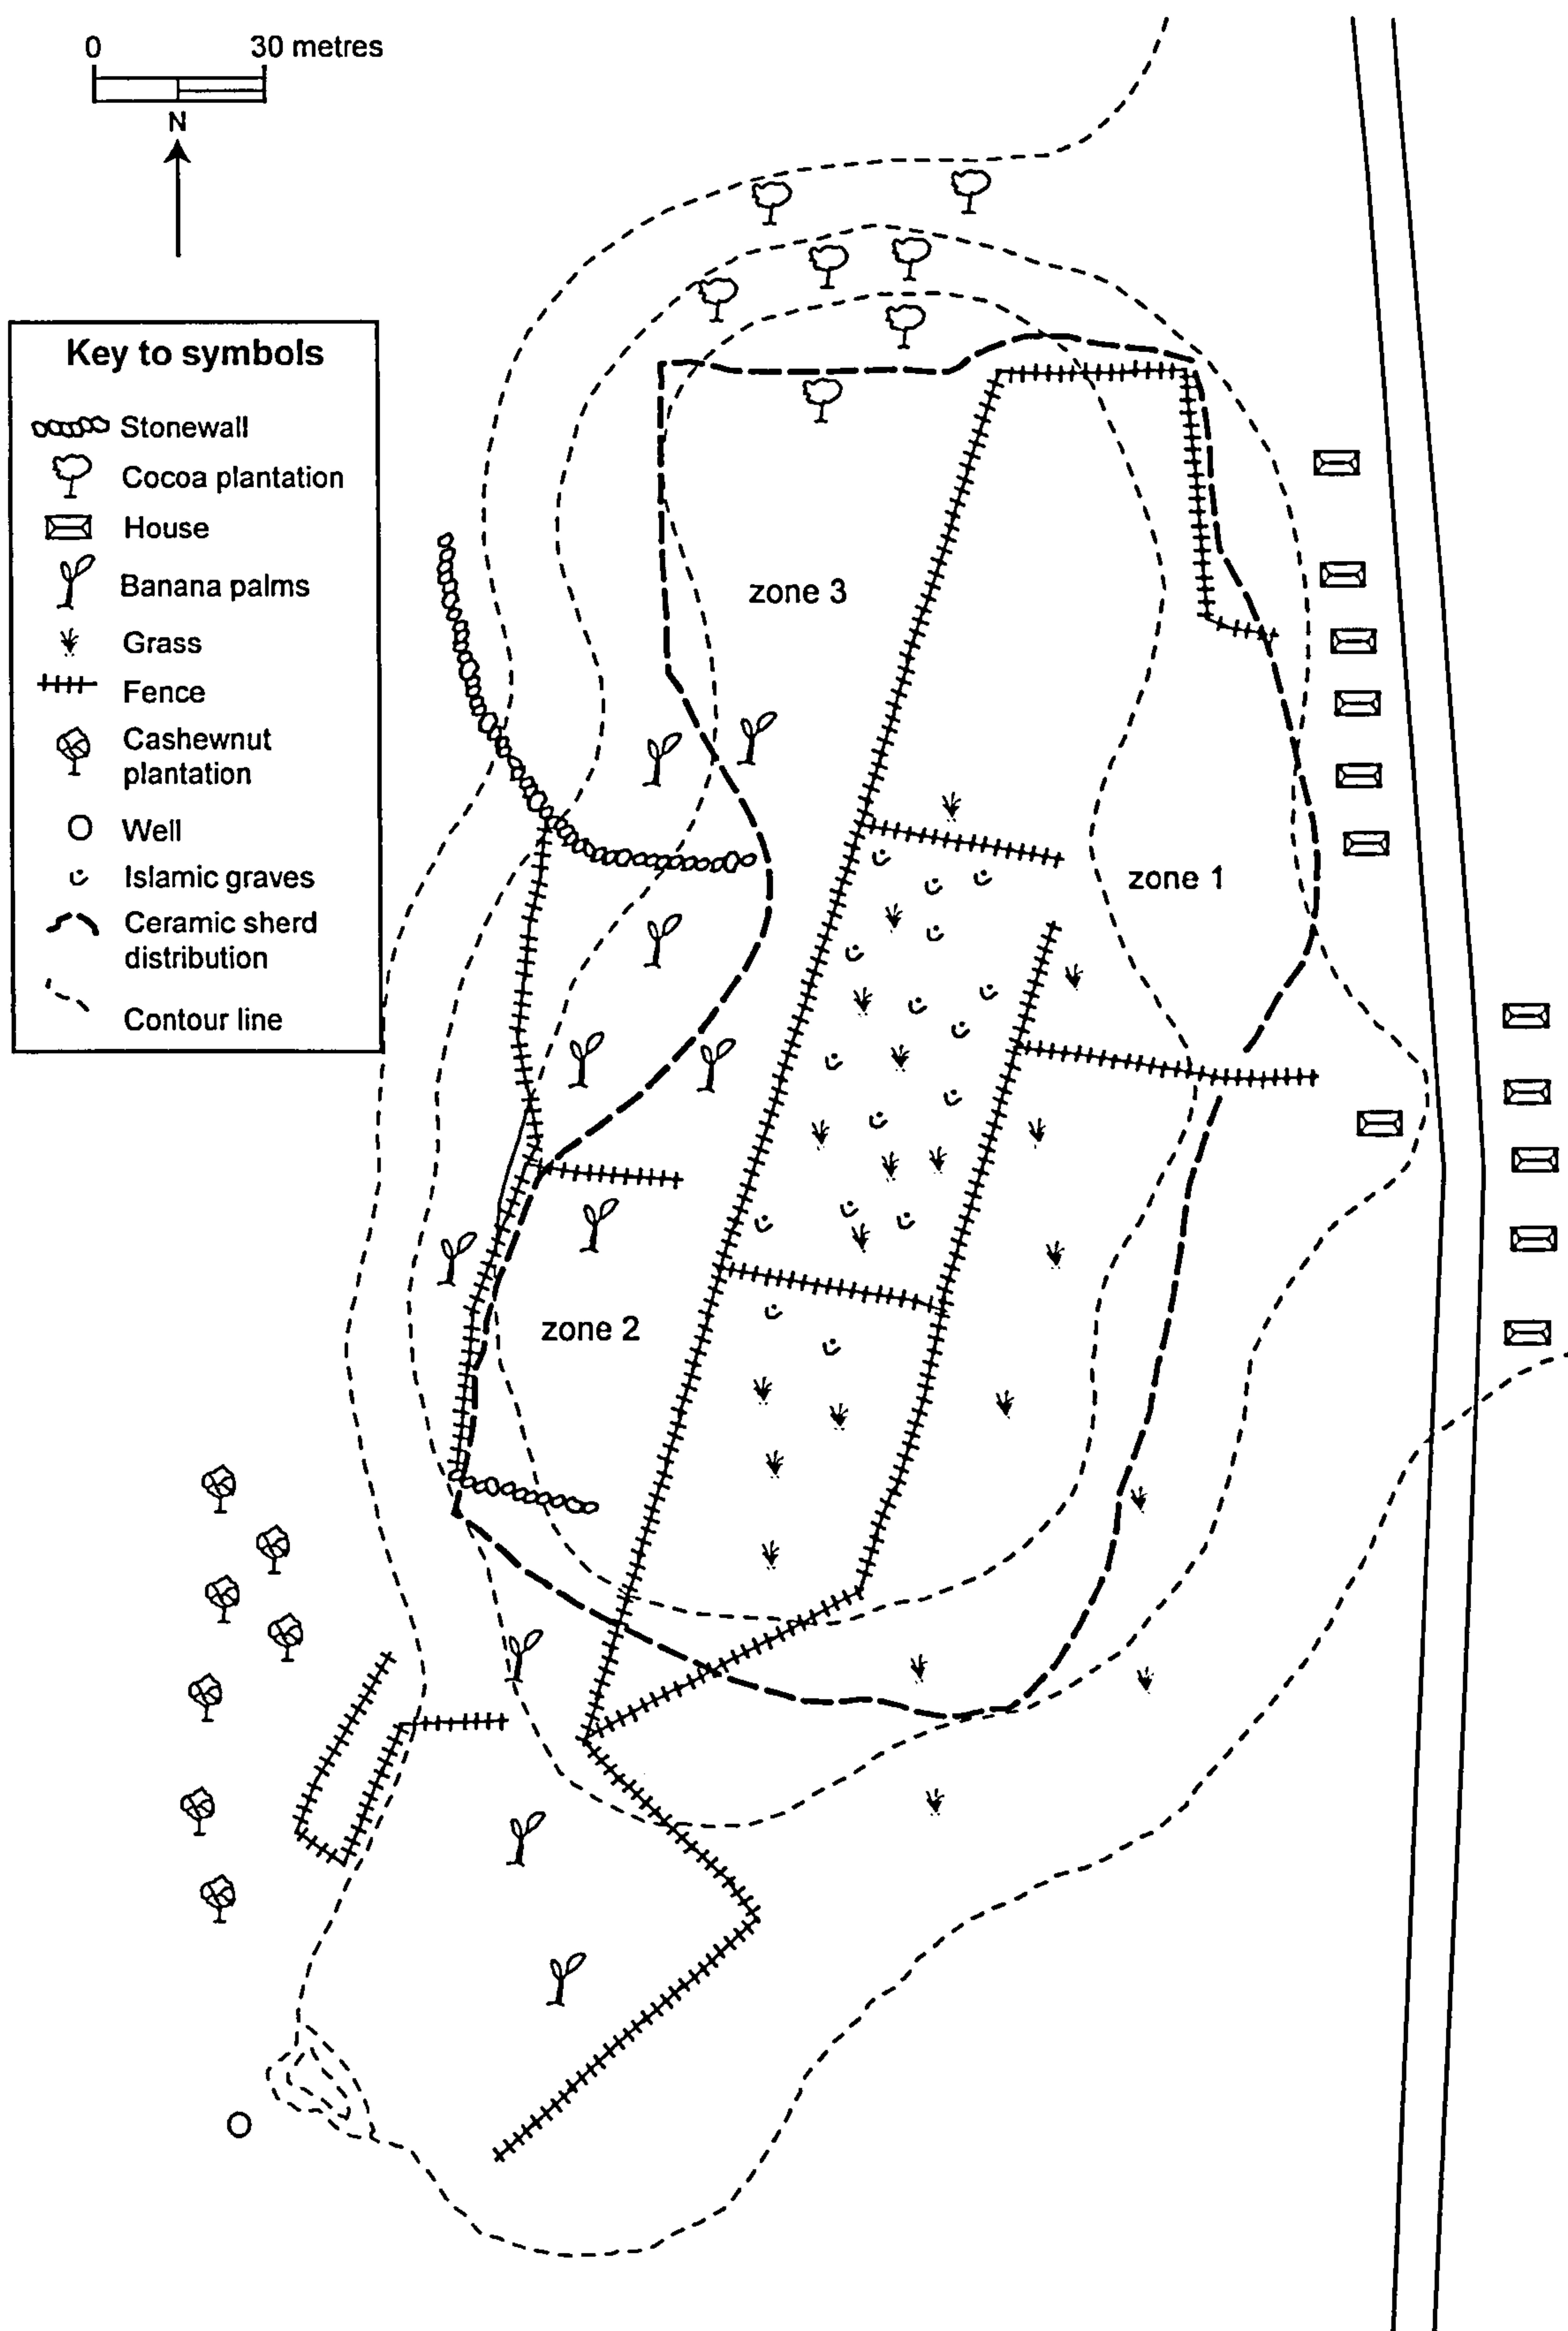 0 30 metres
N
Key to symbols
Stonewall
Cocoa plantation
House
Banana palms
Grass
Fence
Cashewnut
plantation
Well
Islamic graves
Ceramic sherd
distribution
Contour line
zone 3
zone 1
zone 2